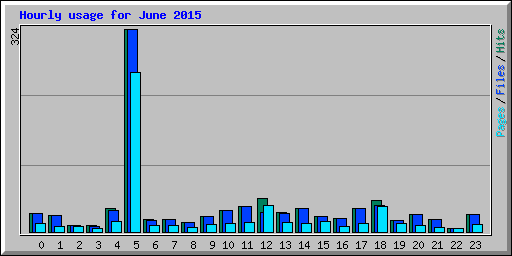 Hourly usage for June 2015
324
Pages / Files / Hits
0 1 2 3 4 5 6 7 8 9 10 11 12 13 14 15 16 17 18 19 20 21 22 23